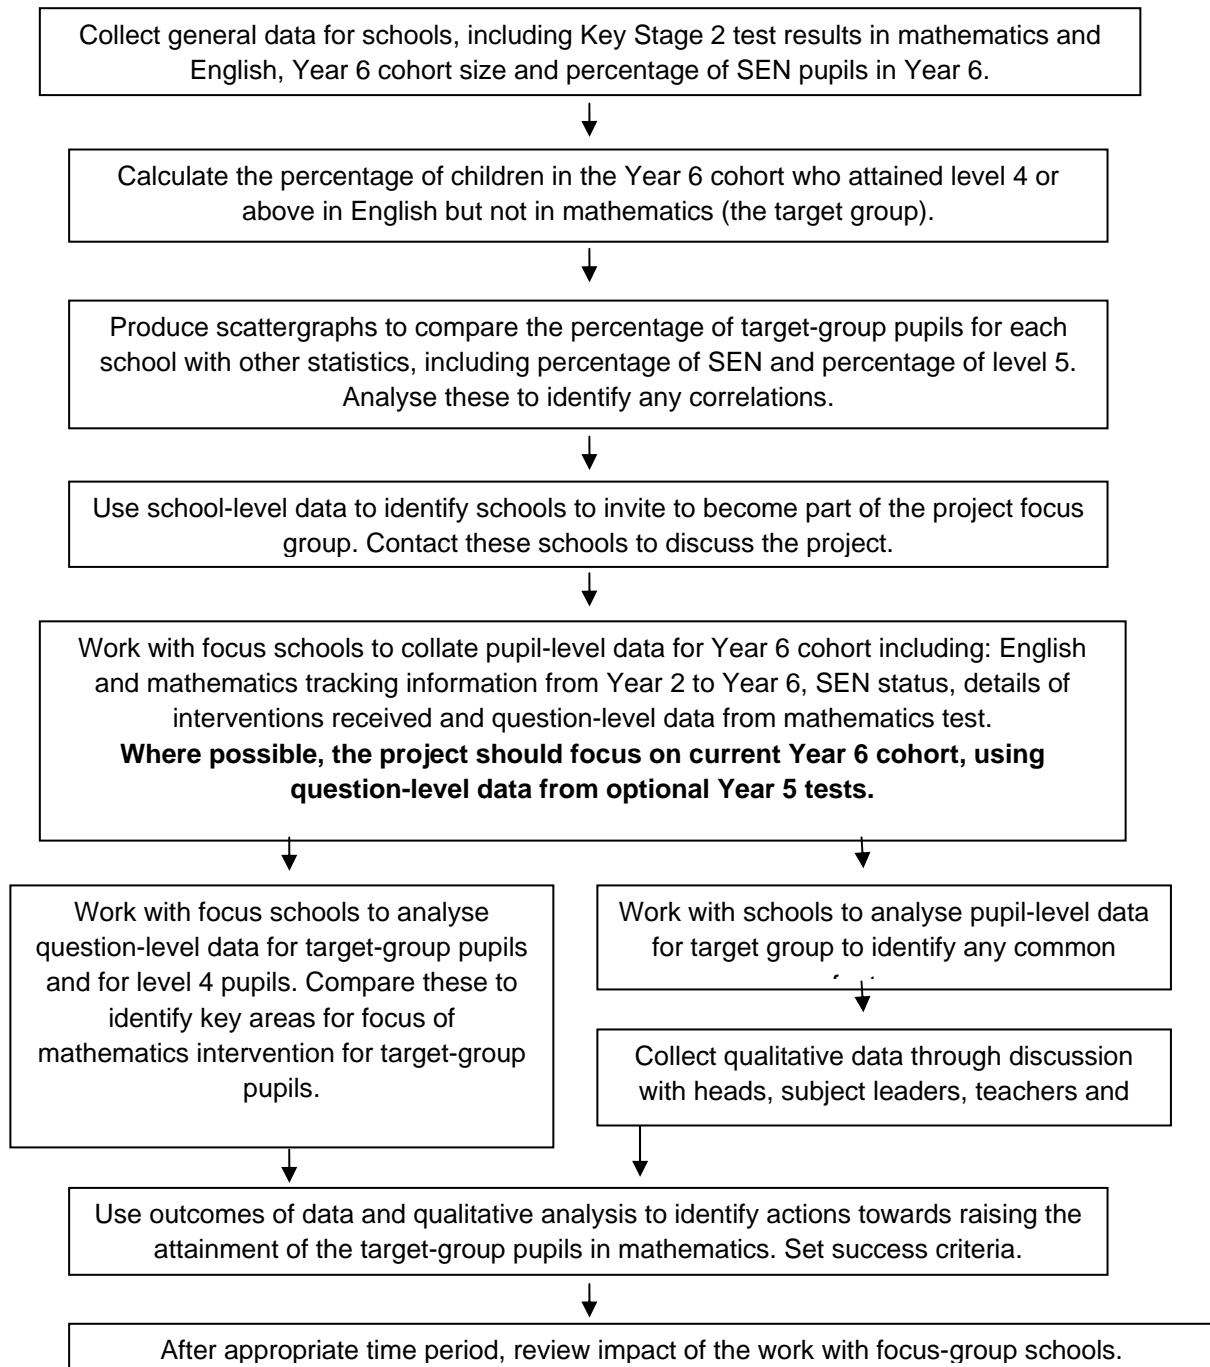 Collect general data for schools, including Key Stage 2 test results in mathematics and
English, Year 6 cohort size and percentage of SEN pupils in Year 6.
Calculate the percentage of children in the Year 6 cohort who attained level 4 or
above in English but not in mathematics (the target group).
Produce scattergraphs to compare the percentage of target-group pupils for each
school with other statistics, including percentage of SEN and percentage of level 5.
Analyse these to identify any correlations.
Use school-level data to identify schools to invite to become part of the project focus
group. Contact these schools to discuss the project.
Work with focus schools to collate pupil-level data for Year 6 cohort including: English
and mathematics tracking information from Year 2 to Year 6, SEN status, details of
interventions received and question-level data from mathematics test.
Where possible, the project should focus on current Year 6 cohort, using
question-level data from optional Year 5 tests.
Work with focus schools to analyse
question-level data for target-group pupils
and for level 4 pupils. Compare these to
identify key areas for focus of
mathematics intervention for target-group
pupils.
Work with schools to analyse pupil-level data
for target group to identify any common
Collect qualitative data through discussion
with heads, subject leaders, teachers and
Use outcomes of data and qualitative analysis to identify actions towards raising the
attainment of the target-group pupils in mathematics. Set success criteria.
After appropriate time period, review impact of the work with focus-group schools.